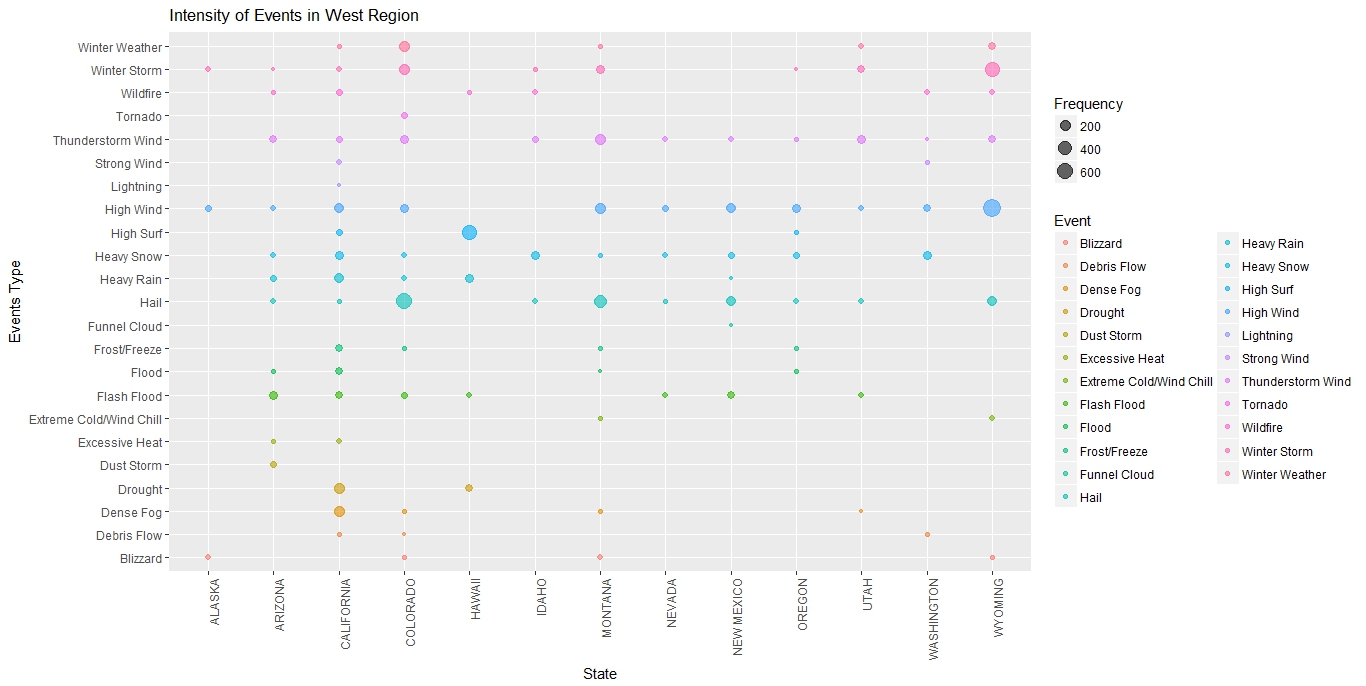 Intensity of Events in West Region
Events Type
Winter Weather
Winter Storm
Wildfire
Tornado
Thunderstorm Wind
Strong Wind
Lightning
High Wind
High Surf
Heavy Snow
Heavy Rain
Hail
Funnel Cloud
Frost/Freeze
Flood
Flash Flood
Extreme Cold/Wind Chill
Excessive Heat
Dust Storm
Drought
Dense Fog
Debris Flow
Blizzard
ALASKA
ARIZONA
CALIFORNIA
COLORADO
HAWAII
IDAHO
MONTANA
NEVADA
NEW MEXICO
OREGON
UTAH
WASHINGTON
WYOMING
State
Frequency
200
400
600
Event
Blizzard
Debris Flow
Dense Fog
Drought
Dust Storm
Excessive Heat
Extreme Cold/Wind Chill
Flash Flood
Flood
Frost/Freeze
Funnel Cloud
Hail
Heavy Rain
Heavy Snow
High Surf
High Wind
Lightning
Strong Wind
Thunderstorm Wind
Tornado
Wildfire
Winter Storm
Winter Weather